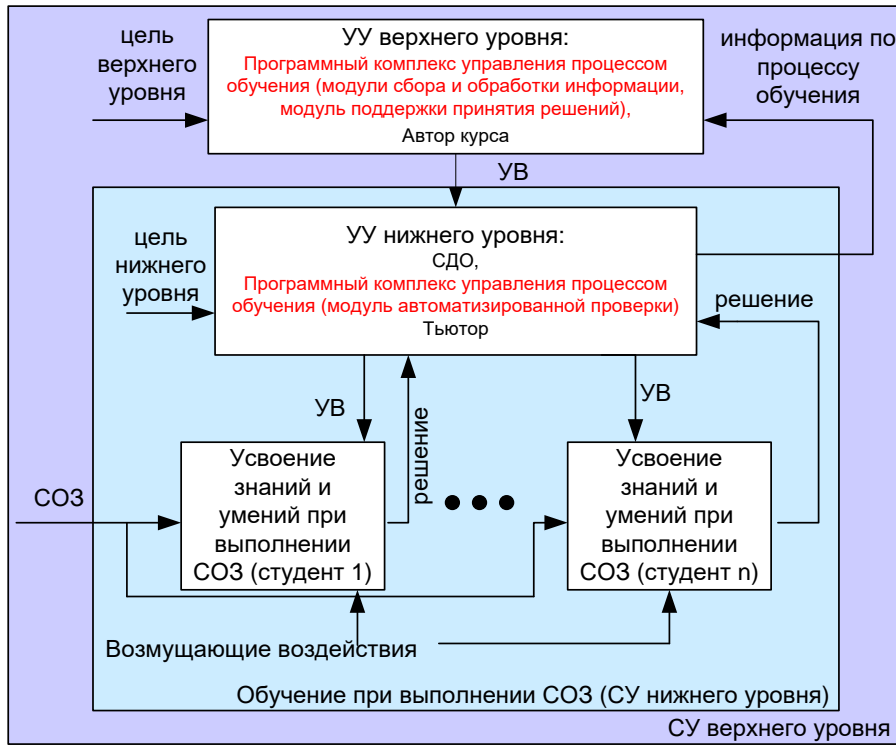 цель
верхнего
уровня
УУ верхнего уровня:
Программный комплекс управления процессом
обучения (модули сбора и обработки информации,
модуль поддержки принятия решений),
Автор курса
информация по
процессу
обучения
УВ
цель
нижнего
уровня
УУ нижнего уровня:
СДО,
Программный комплекс управления процессом
обучения (модуль автоматизированной проверки)
Тьютор
решение
УВ
решение
УВ
СОЗ
Усвоение
знаний и
умений при
выполнении
СОЗ (студент 1)
Усвоение
знаний и
умений при
выполнении
СОЗ (студент n)
Возмущающие воздействия
Обучение при выполнении СОЗ (СУ нижнего уровня)
СУ верхнего уровня